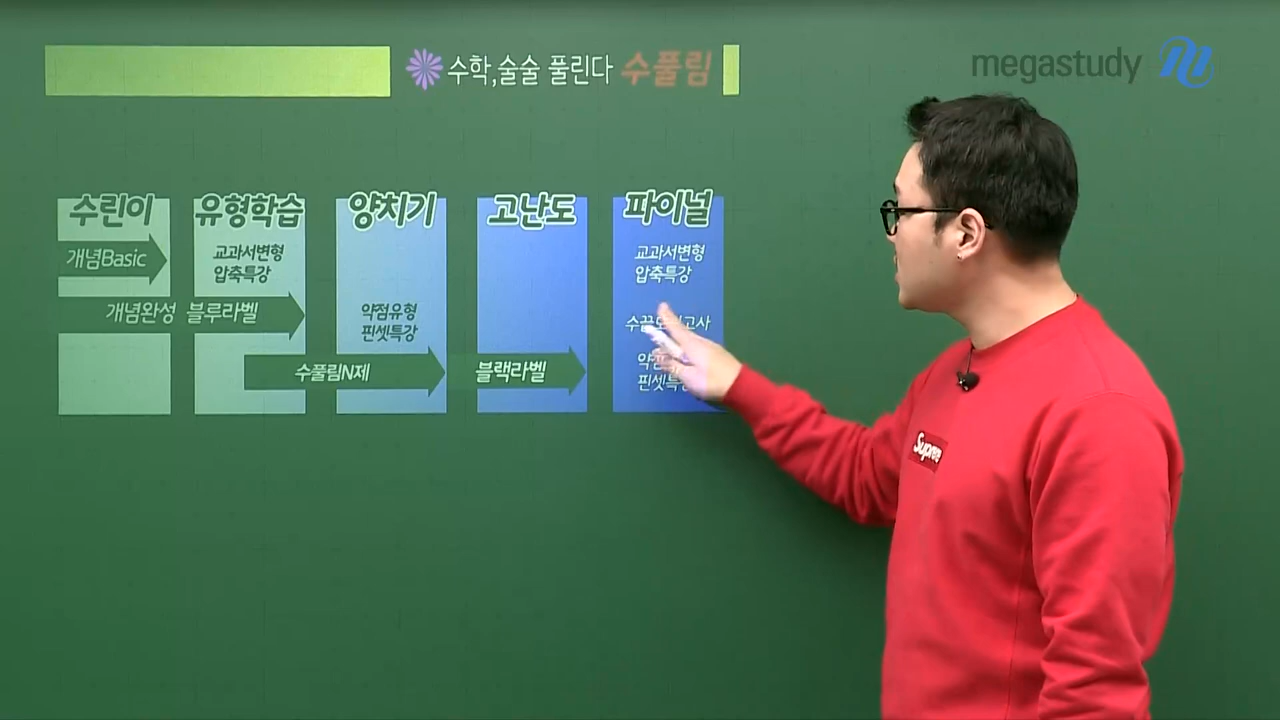 수학,술술 풀린다 수풀림
megastudy
수린이
유형학습
양치기
고난도
파이널
개념Basic
교과서변형
압축특강
교과서변형
압축특강
개념완성 블루라벨
약점유형
핀셋특강
수풀림N제
블랙라벨
핀셋특강